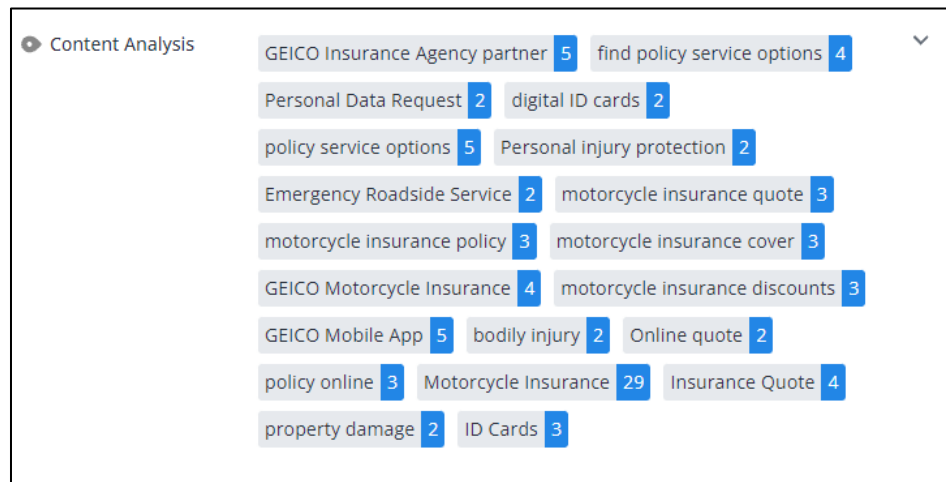 Content Analysis
GEICO Insurance Agency partner 5 find policy service options 4
Personal Data Request 2 digital ID cards 2
policy service options 5 Personal injury protection 2
Emergency Roadside Service 2 motorcycle insurance quote 3
motorcycle insurance policy 3 motorcycle insurance cover 3
GEICO Motorcycle Insurance 4 motorcycle insurance discounts 3
GEICO Mobile App 5 bodily injury 2 Online quote 2
policy online 3 Motorcycle Insurance 29 Insurance Quote 4
property damage 2 ID Cards 3